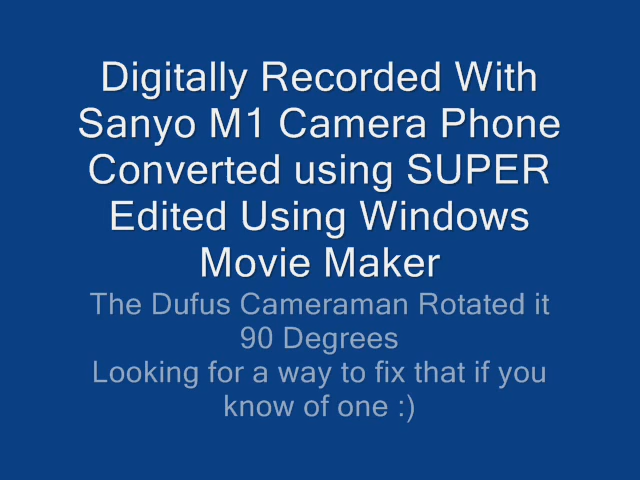 Digitally Recorded With
Sanyo M1 Camera Phone
Converted using SUPER
Edited Using Windows
Movie Maker
The Dufus Cameraman Rotated it
90 Degrees
Looking for a way to fix that if you
know of one :)